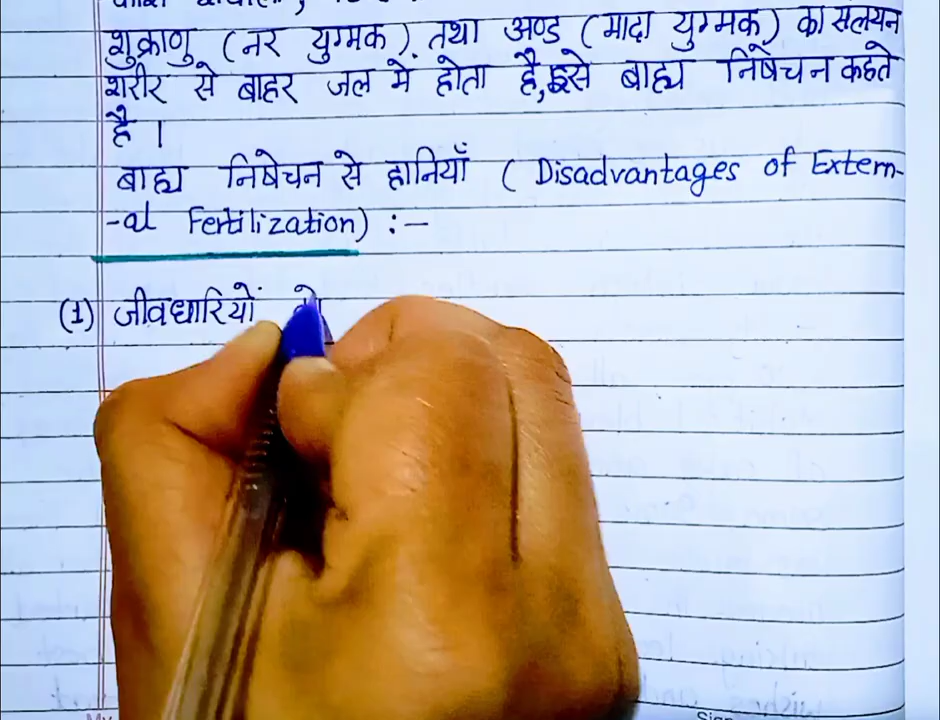 शुक्राणु (नर युग्मक) तथा अण्ड (मादा युग्मक) का संलयन
शरीर से बाहर जल में होता है, इसे बाह्य निषेचन कहते
है ।
बाह्य निषेचन से हानियाँ ( Disadvantages of Extern-
-al Fertilization) :-
(1) जीवधारियों